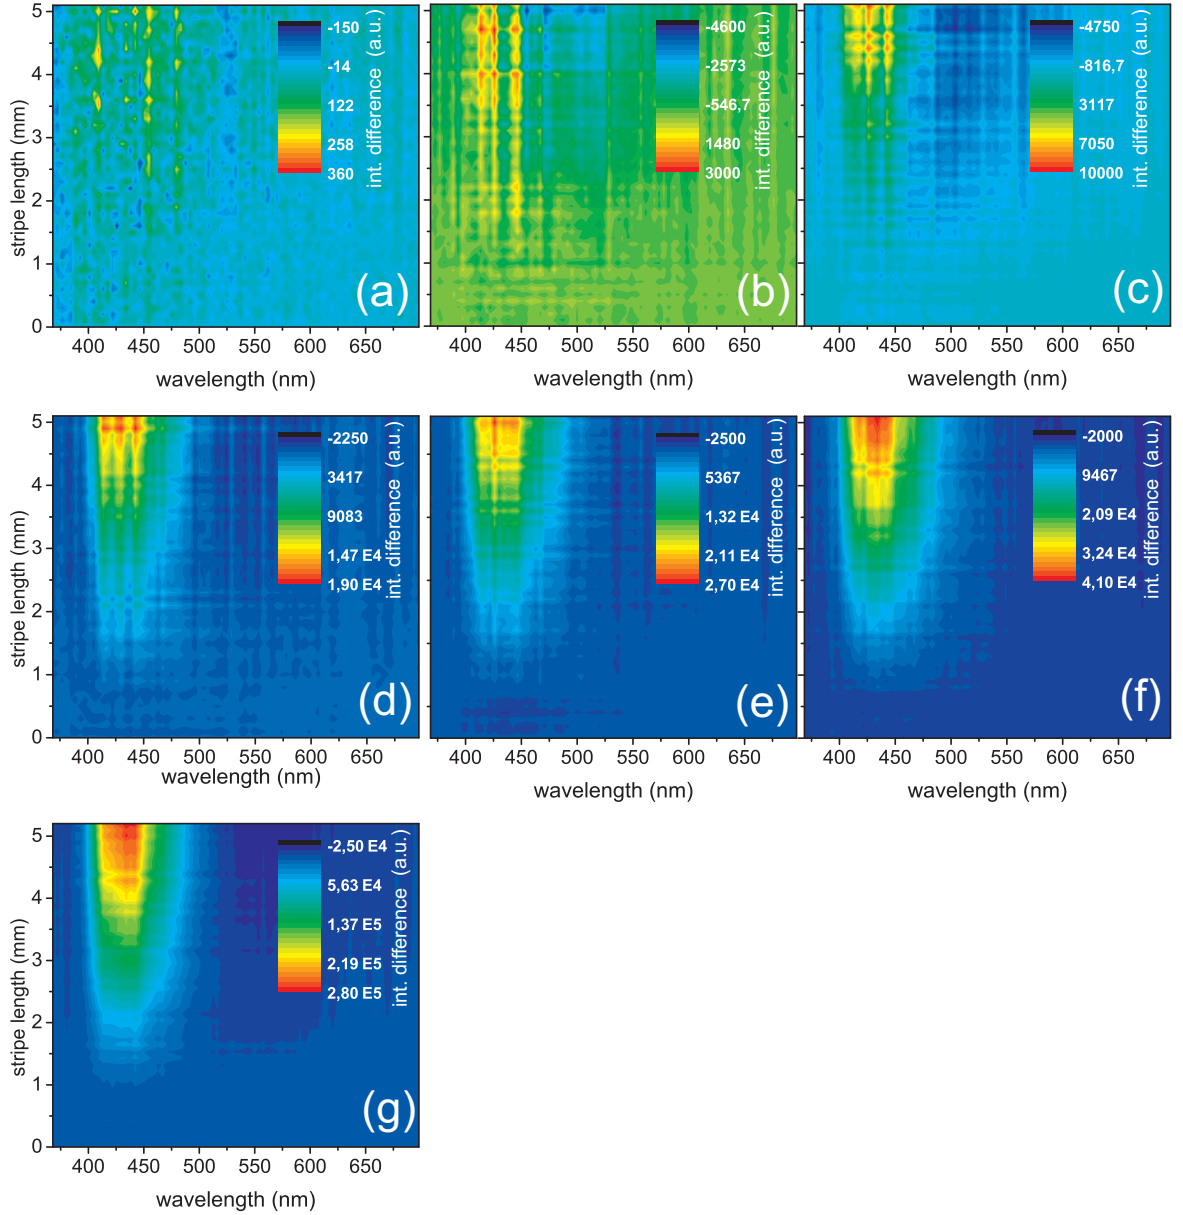 5
4
3
2
1
0
stripe length (mm)
-150
-14
122
258
360
int. difference (a.u.)
(a)
400 450 500 550 600 650
wavelength (nm)
-4600
-2573
-546,7
1480
3000
int. difference (a.u.)
(b)
400 450 500 550 600 650
wavelength (nm)
-4750
-816,7
3117
7050
10000
int. difference (a.u.)
(c)
400 450 500 550 600 650
wavelength (nm)
5
4
3
2
1
0
stripe length (mm)
-2250
3417
9083
1,47 E4
1,90 E4
int. difference (a.u.)
(d)
400 450 500 550 600 650
wavelength (nm)
-2500
5367
1,32 E4
2,11 E4
2,70 E4
int. difference (a.u.)
(e)
400 450 500 550 600 650
wavelength (nm)
-2000
9467
2,09 E4
3,24 E4
4,10 E4
int. difference (a.u.)
(f)
400 450 500 550 600 650
wavelength (nm)
5
4
3
2
1
0
stripe length (mm)
-2,50 E4
5,63 E4
1,37 E5
2,19 E5
2,80 E5
int. difference (a.u.)
(g)
400 450 500 550 600 650
wavelength (nm)